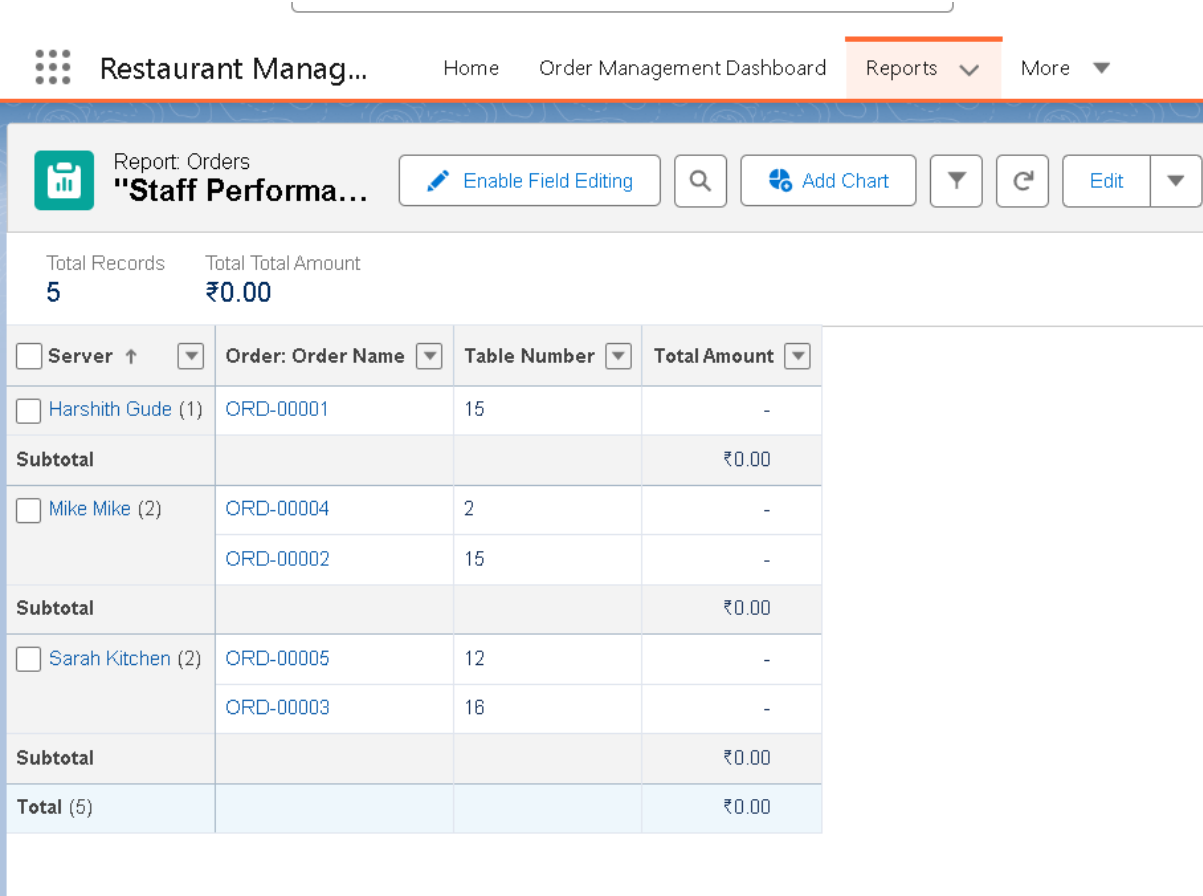 Restaurant Manag... Home Order Management Dashboard Reports More
Report: Orders
"Staff Performa... Enable Field Editing Add Chart Edit
Total Records Total Total Amount
5 ₹0.00
Server ↑ Order: Order Name Table Number Total Amount
Harshith Gude (1) ORD-00001 15 -
Subtotal ₹0.00
Mike Mike (2) ORD-00004 2 -
ORD-00002 15 -
Subtotal ₹0.00
Sarah Kitchen (2) ORD-00005 12 -
ORD-00003 16 -
Subtotal ₹0.00
Total (5) ₹0.00